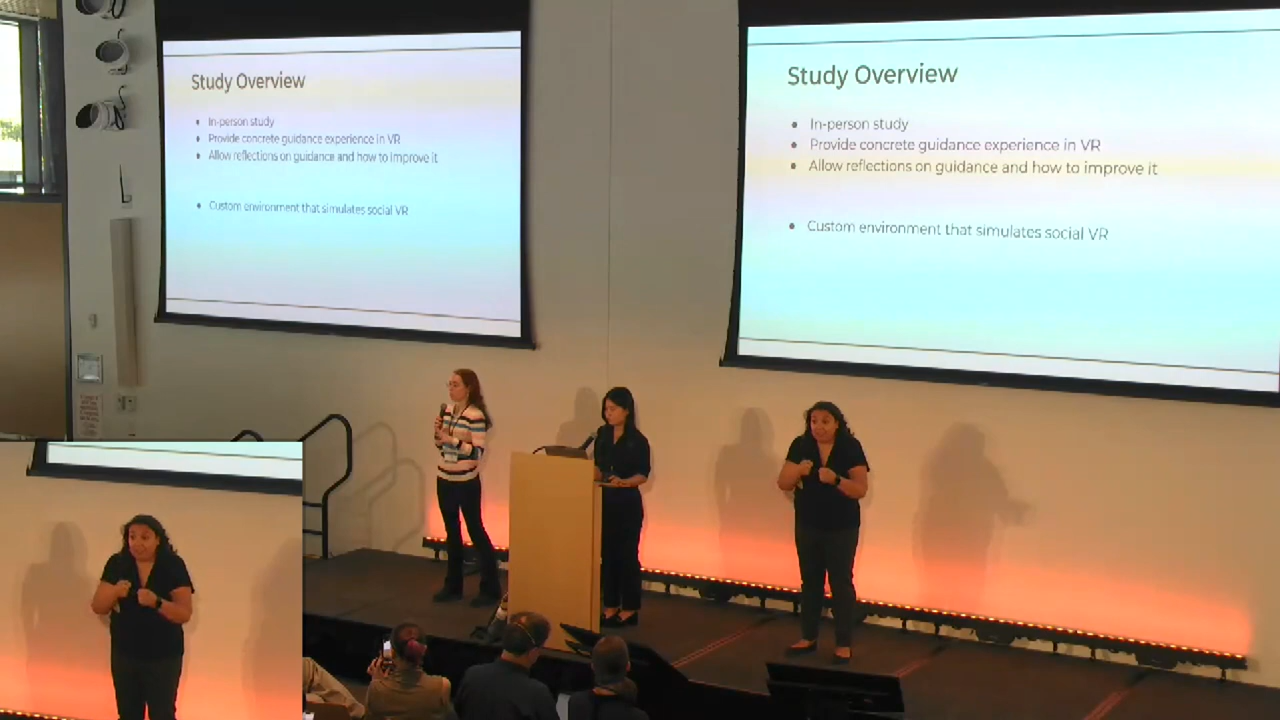 Study Overview
In-person study
Provide concrete guidance experience in VR
Allow reflections on guidance and how to improve it
Custom environment that simulates social VR
Study Overview
In-person study
Provide concrete guidance experience in VR
Allow reflections on guidance and how to improve it
Custom environment that simulates social VR